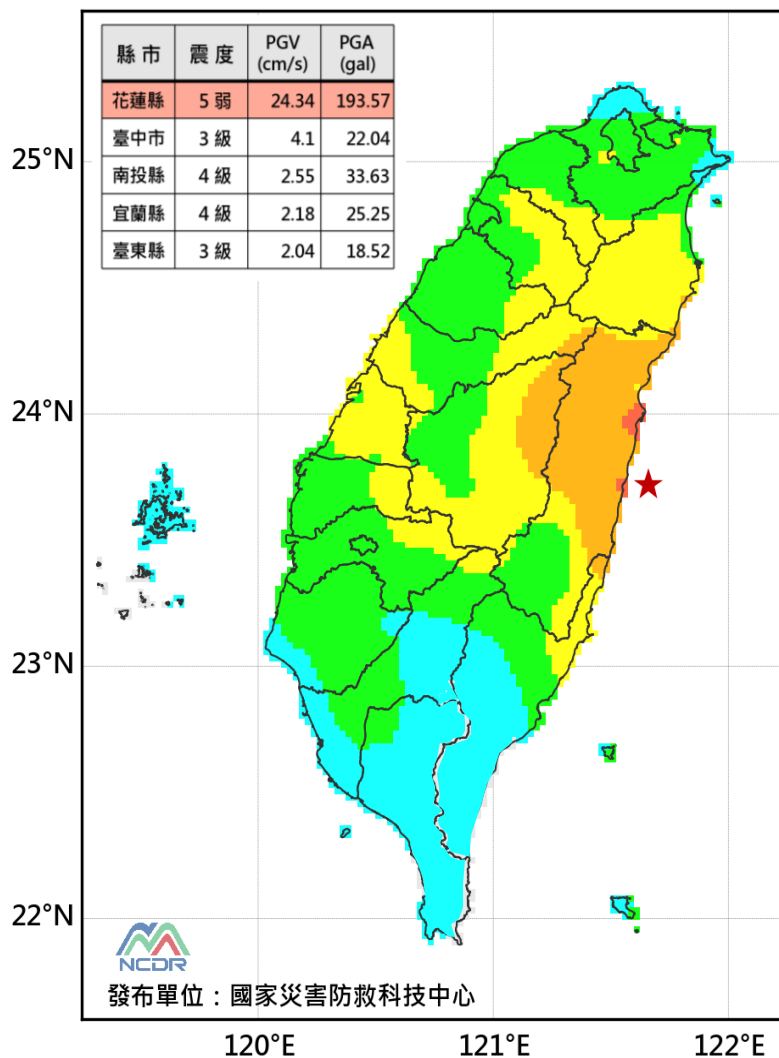 縣市 震度 PGV (cm/s) PGA (gal)
花蓮縣 5 弱 24.34 193.57
臺中市 3 級 4.1 22.04
南投縣 4 級 2.55 33.63
宜蘭縣 4 級 2.18 25.25
臺東縣 3 級 2.04 18.52
25°N
24°N
23°N
22°N
NCDR
發布單位：國家災害防救科技中心
120°E 121°E 122°E